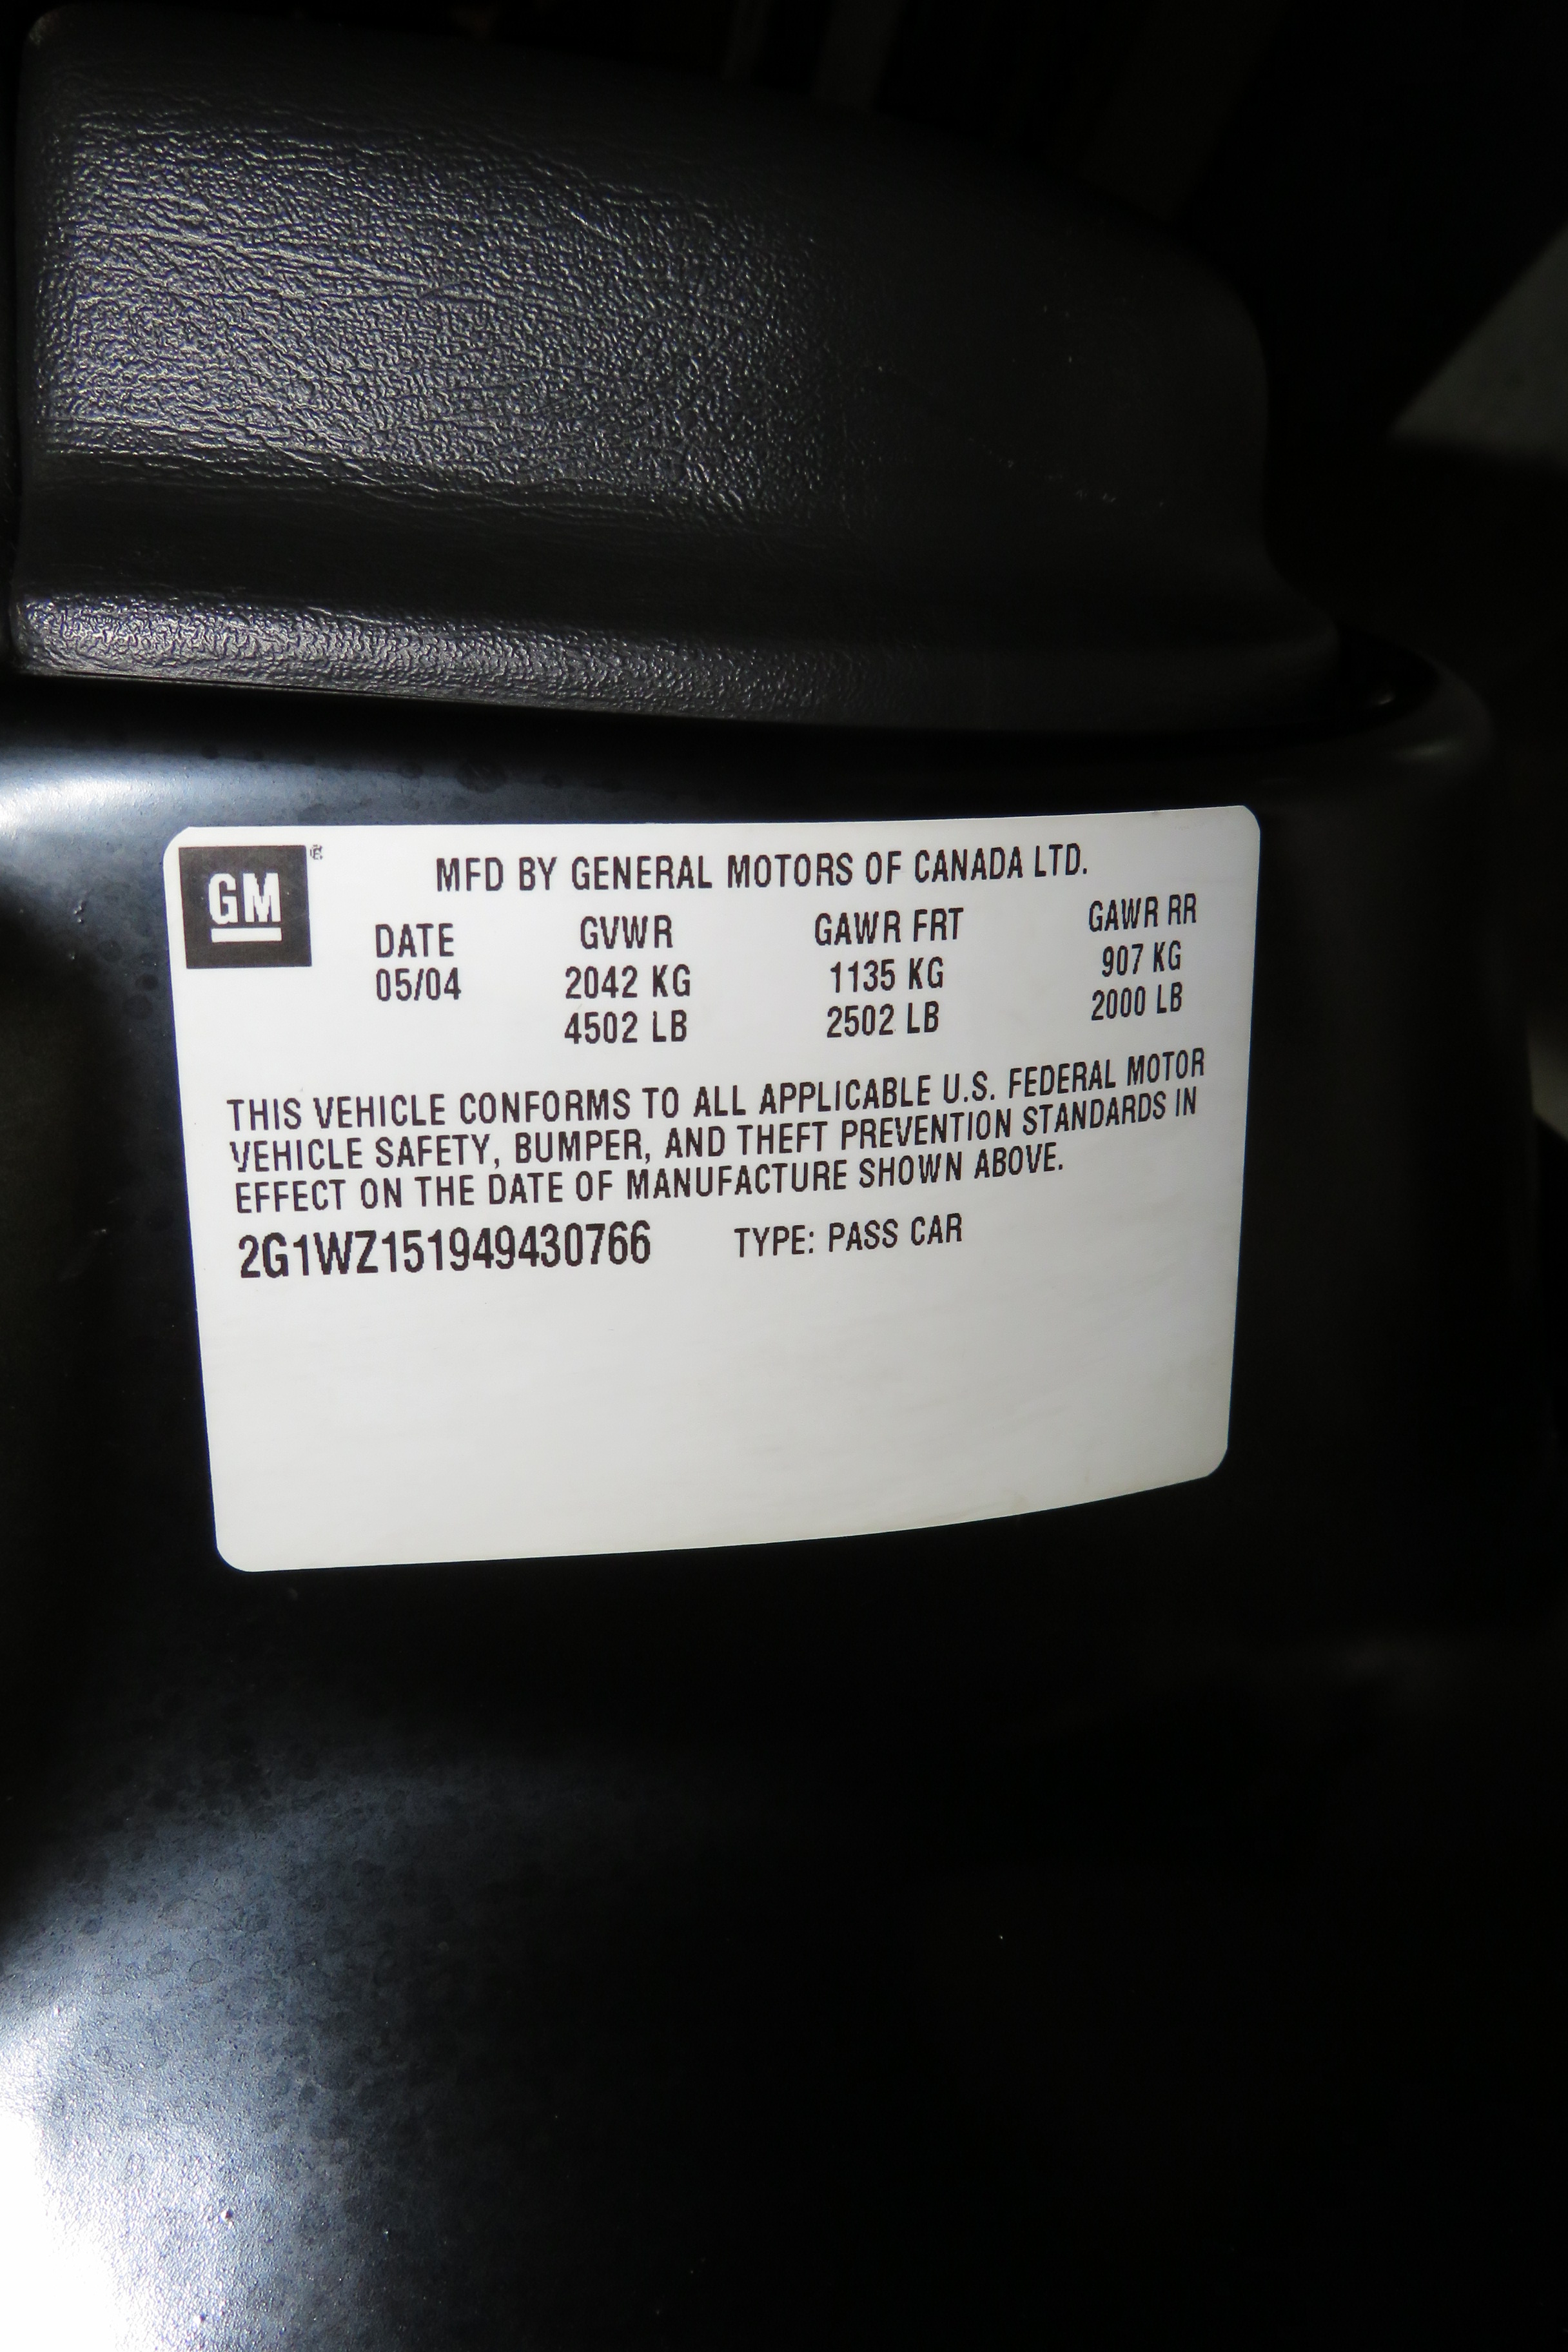 GM®
MFD BY GENERAL MOTORS OF CANADA LTD.
DATE GVWR GAWR FRT GAWR RR
05/04 2042 KG 1135 KG 907 KG
4502 LB 2502 LB 2000 LB
THIS VEHICLE CONFORMS TO ALL APPLICABLE U.S. FEDERAL MOTOR
VEHICLE SAFETY, BUMPER, AND THEFT PREVENTION STANDARDS IN
EFFECT ON THE DATE OF MANUFACTURE SHOWN ABOVE.
2G1WZ151949430766 TYPE: PASS CAR